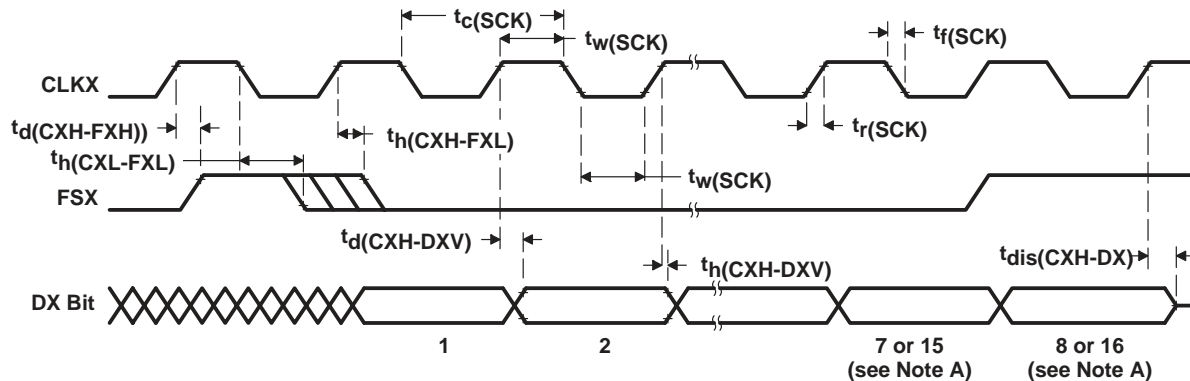 tc(SCK)
tw(SCK)
tf(SCK)
CLKX
td(CXH-FXH))
th(CXH-FXL)
tr(SCK)
th(CXL-FXL)
tw(SCK)
FSX
td(CXH-DXV)
th(CXH-DXV)
tdis(CXH-DX)
DX Bit
1
2
7 or 15
(see Note A)
8 or 16
(see Note A)